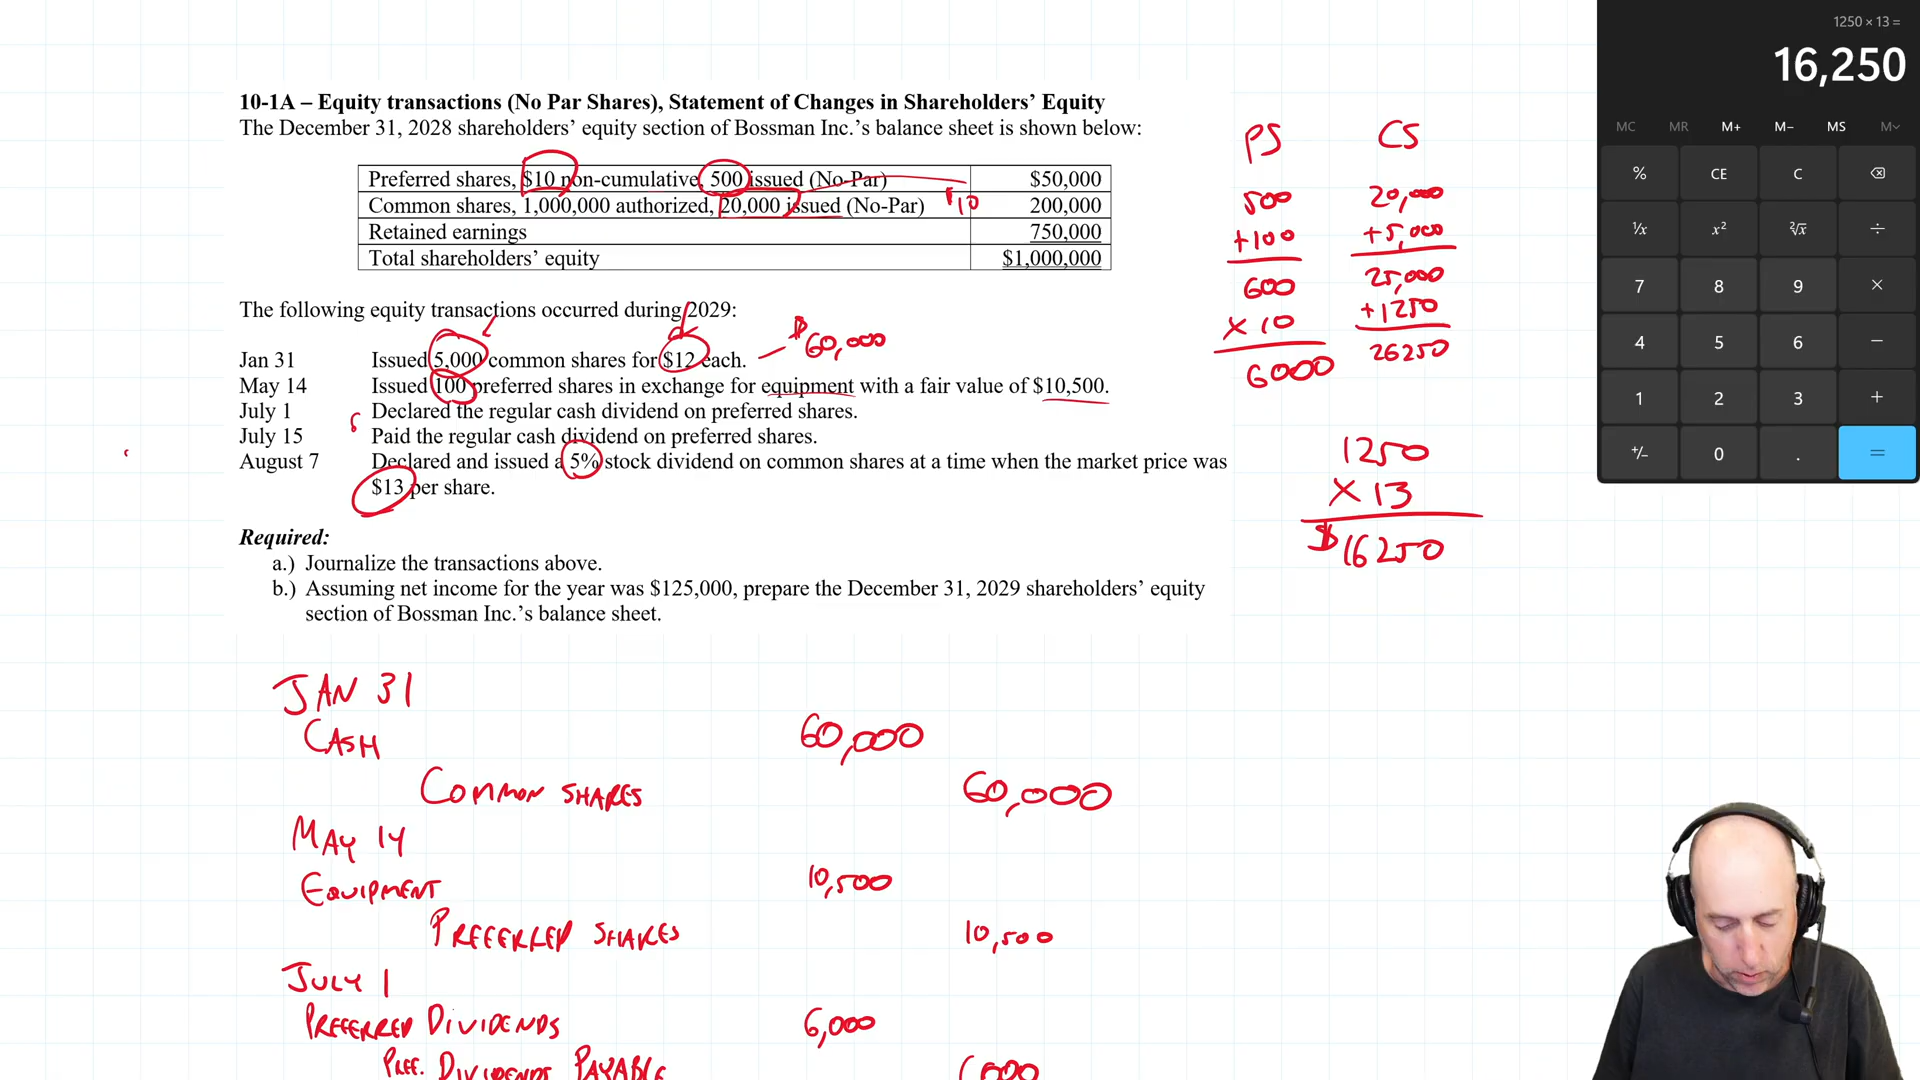 10-1A – Equity transactions (No Par Shares), Statement of Changes in Shareholders' Equity
The December 31, 2028 shareholders' equity section of Bossman Inc.'s balance sheet is shown below:
Preferred shares, $10 non-cumulative, 500 issued (No-Par) $50,000
Common shares, 1,000,000 authorized, 20,000 issued (No-Par) $10 200,000
Retained earnings 750,000
Total shareholders' equity $1,000,000
The following equity transactions occurred during 2029:
Jan 31 Issued 5,000 common shares for $12 each. $60,000
May 14 Issued 100 preferred shares in exchange for equipment with a fair value of $10,500.
July 1 Declared the regular cash dividend on preferred shares.
July 15 Paid the regular cash dividend on preferred shares.
August 7 Declared and issued a 5% stock dividend on common shares at a time when the market price was
$13 per share.
Required:
a.) Journalize the transactions above.
b.) Assuming net income for the year was $125,000, prepare the December 31, 2029 shareholders' equity
section of Bossman Inc.'s balance sheet.
PS CS
500 20,000
+100 +5,000
600 25,000
x 10 +1250
6000 26250
1250
x 13
$16250
JAN 31
CASH 60,000
COMMON SHARES 60,000
MAY 14
EQUIPMENT 10,500
PREFERRED SHARES 10,500
JULY 1
PREFERRED DIVIDENDS 6,000
PREF. DIVIDENDS PAYABLE
1250 × 13 =
16,250
MC MR M+ M− MS M˅
% CE C ⌫
¹/x x² ²√x ÷
7 8 9 ×
4 5 6 −
1 2 3 +
+/− 0 . =